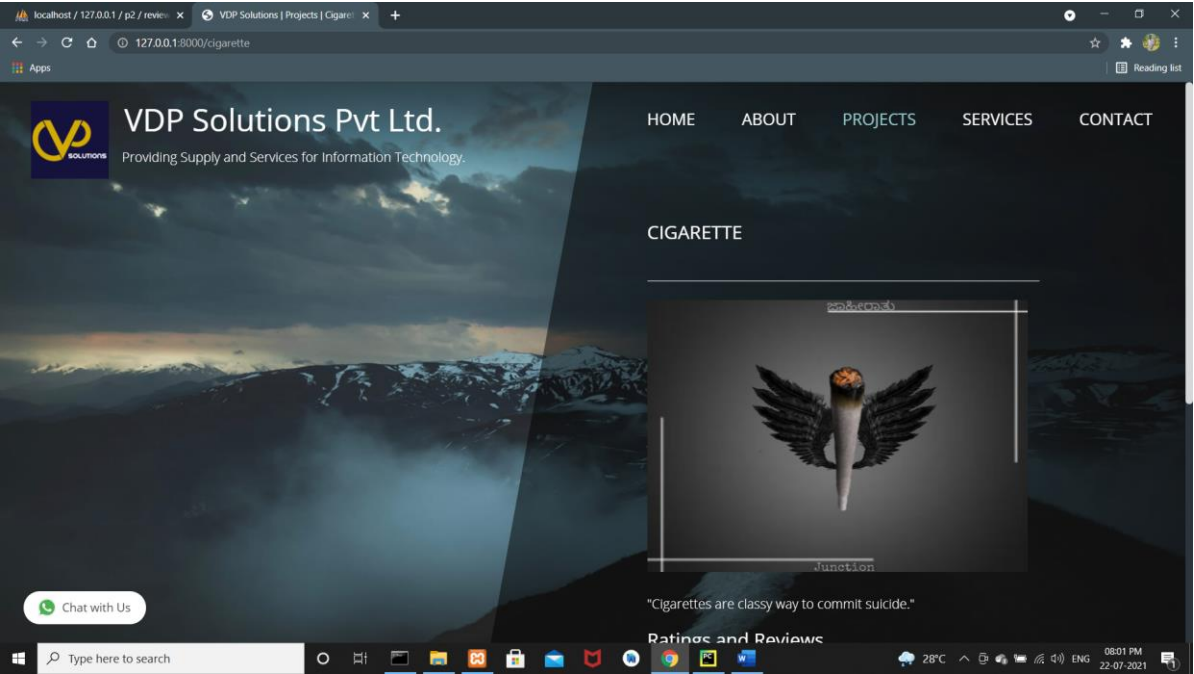 localhost / 127.0.0.1 / p2 / review
VDP Solutions | Projects | Cigaret
127.0.0.1:8000/cigarette
Apps
Reading list
SOLUTIONS
VDP Solutions Pvt Ltd.
Providing Supply and Services for Information Technology.
HOME ABOUT PROJECTS SERVICES CONTACT
CIGARETTE
ಜಾಹೀರಾತು
Junction
"Cigarettes are classy way to commit suicide."
Ratings and Reviews
Chat with Us
Type here to search
28°C
ENG
08:01 PM
22-07-2021